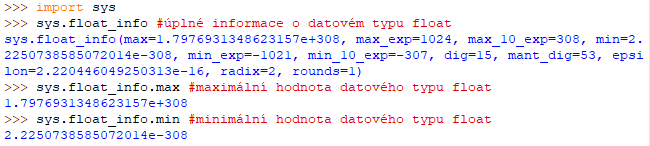 >>> import sys
>>> sys.float_info #úplné informace o datovém typu float
sys.float_info(max=1.7976931348623157e+308, max_exp=1024, max_10_exp=308, min=2.
2250738585072014e-308, min_exp=-1021, min_10_exp=-307, dig=15, mant_dig=53, epsi
lon=2.220446049250313e-16, radix=2, rounds=1)
>>> sys.float_info.max #maximální hodnota datového typu float
1.7976931348623157e+308
>>> sys.float_info.min #minimální hodnota datového typu float
2.2250738585072014e-308